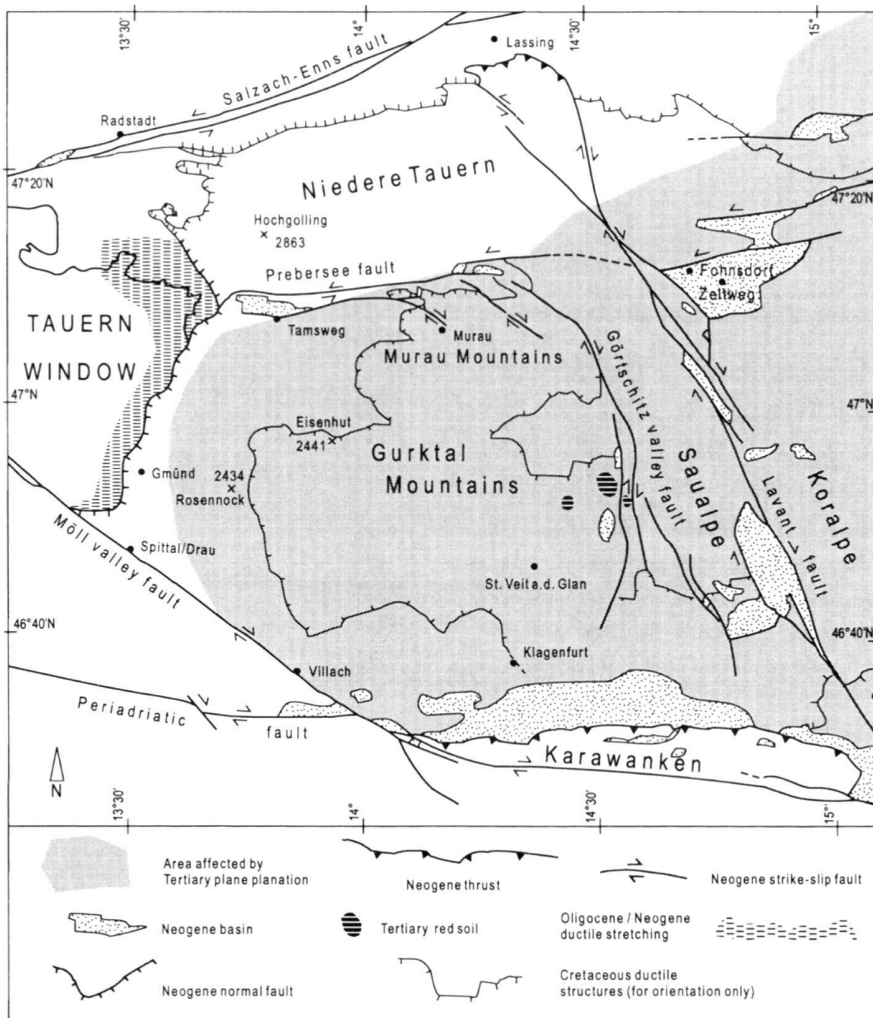 13°30'
14°
14°30'
15°
Lassing
Salzach-Enns fault
Radstadt
47°20'N
47°20'N
Niedere Tauern
Hochgolling
2863
Prebersee fault
Fohnsdorf
Zeltweg
TAUERN
WINDOW
Tamsweg
Murau
Murau Mountains
Görtschitz valley fault
47°N
47°N
Eisenhut
2441
Gurktal
Mountains
Saualpe
Koralpe
Gmünd
2434
Rosennock
Lavant fault
Möll valley fault
Spittal/Drau
St. Veit a.d. Glan
46°40'N
46°40'N
Klagenfurt
Villach
Periadriatic
fault
Karawanken
N
13°30'
14°
14°30'
15°
Area affected by
Tertiary plane planation
Neogene thrust
Neogene strike-slip fault
Neogene basin
Tertiary red soil
Oligocene / Neogene
ductile stretching
Neogene normal fault
Cretaceous ductile
structures (for orientation only)